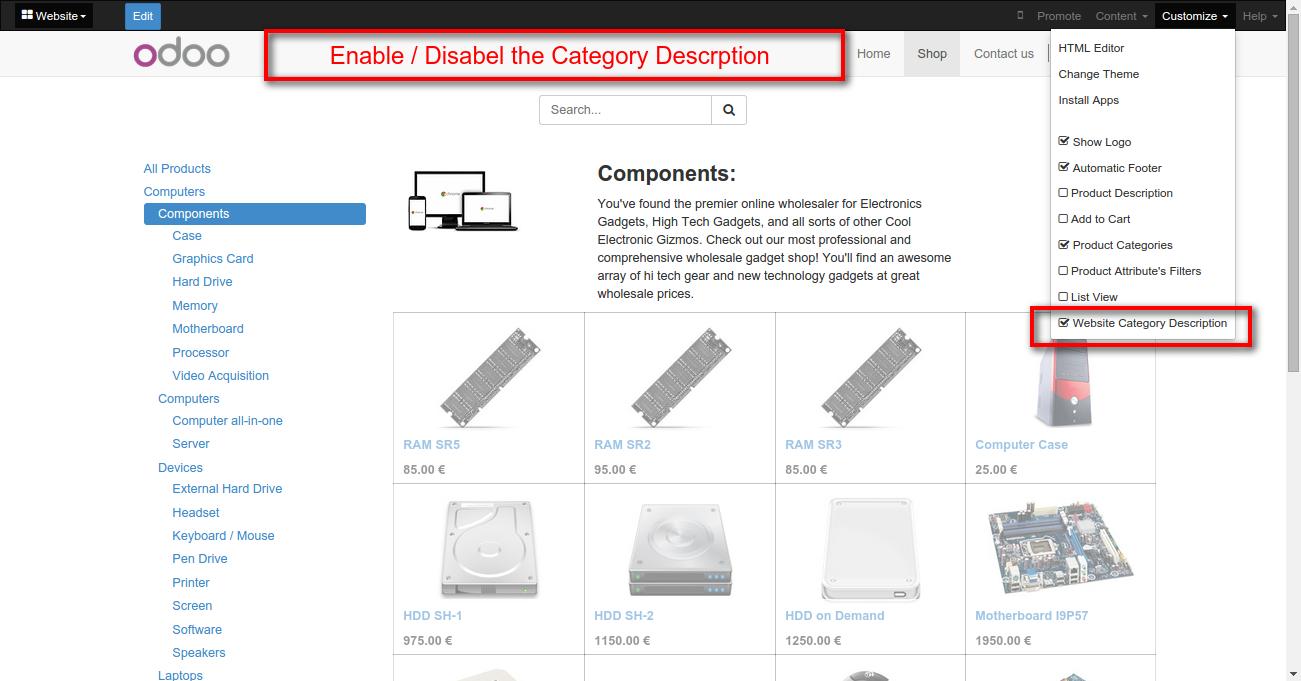 Website
Edit
Promote
Content
Customize
Help
odoo
Enable / Disabel the Category Descrption
Home
Shop
Contact us
HTML Editor
Change Theme
Install Apps
Show Logo
Automatic Footer
Product Description
Add to Cart
Product Categories
Product Attribute's Filters
List View
Website Category Description
Search...
All Products
Computers
Components
Case
Graphics Card
Hard Drive
Memory
Motherboard
Processor
Video Acquisition
Computers
Computer all-in-one
Server
Devices
External Hard Drive
Headset
Keyboard / Mouse
Pen Drive
Printer
Screen
Software
Speakers
Laptops
Components:
You've found the premier online wholesaler for Electronics
Gadgets, High Tech Gadgets, and all sorts of other Cool
Electronic Gizmos. Check out our most professional and
comprehensive wholesale gadget shop! You'll find an awesome
array of hi tech gear and new technology gadgets at great
wholesale prices.
RAM SR5
85.00 €
RAM SR2
95.00 €
RAM SR3
85.00 €
Computer Case
25.00 €
HDD SH-1
975.00 €
HDD SH-2
1150.00 €
HDD on Demand
1250.00 €
Motherboard I9P57
1950.00 €